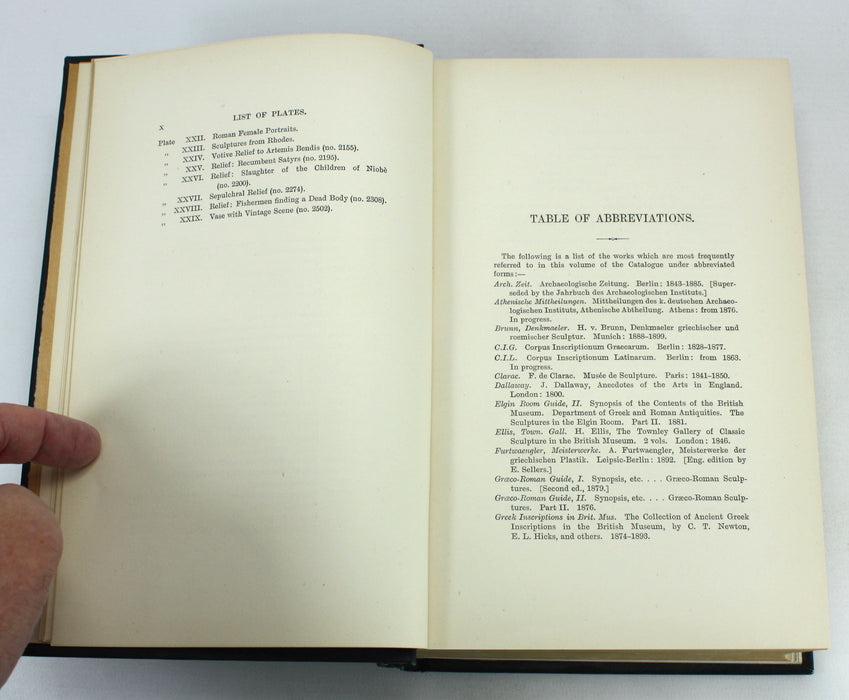 x
LIST OF PLATES.
Plate XXII. Roman Female Portraits.
„ XXIII. Sculptures from Rhodes.
„ XXIV. Votive Relief to Artemis Bendis (no. 2155).
„ XXV. Relief: Recumbent Satyrs (no. 2195).
„ XXVI. Relief: Slaughter of the Children of Niobè
(no. 2200).
„ XXVII. Sepulchral Relief (no. 2274).
„ XXVIII. Relief: Fishermen finding a Dead Body (no. 2308).
„ XXIX. Vase with Vintage Scene (no. 2502).
TABLE OF ABBREVIATIONS.
The following is a list of the works which are most frequently
referred to in this volume of the Catalogue under abbreviated
forms:—
Arch. Zeit. Archaeologische Zeitung. Berlin: 1843-1885. [Super-
seded by the Jahrbuch des Archaeologischen Instituts.]
Athenische Mittheilungen. Mittheilungen des k. deutschen Archaeo-
logischen Instituts, Athenische Abtheilung. Athens: from 1876.
In progress.
Brunn, Denkmaeler. H. v. Brunn, Denkmaeler griechischer und
roemischer Sculptur. Munich: 1888-1899.
C.I.G. Corpus Inscriptionum Graecarum. Berlin: 1828-1877.
C.I.L. Corpus Inscriptionum Latinarum. Berlin: from 1863.
In progress.
Clarac. F. de Clarac. Musée de Sculpture. Paris: 1841-1850.
Dallaway. J. Dallaway, Anecdotes of the Arts in England.
London: 1800.
Elgin Room Guide, II. Synopsis of the Contents of the British
Museum. Department of Greek and Roman Antiquities. The
Sculptures in the Elgin Room. Part II. 1881.
Ellis, Town. Gall. H. Ellis, The Townley Gallery of Classic
Sculpture in the British Museum. 2 vols. London: 1846.
Furtwaengler, Meisterwerke. A. Furtwaengler, Meisterwerke der
griechischen Plastik. Leipsic-Berlin: 1892. [Eng. edition by
E. Sellers.]
Græco-Roman Guide, I. Synopsis, etc. . . . Græco-Roman Sculp-
tures. [Second ed., 1879.]
Græco-Roman Guide, II. Synopsis, etc. . . . Græco-Roman Sculp-
tures. Part II. 1876.
Greek Inscriptions in Brit. Mus. The Collection of Ancient Greek
Inscriptions in the British Museum, by C. T. Newton,
E. L. Hicks, and others. 1874-1893.